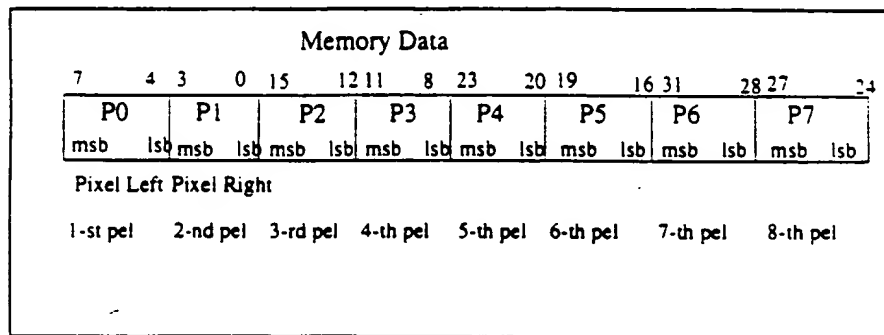 Memory Data
7 4 3 0 15 12 11 8 23 20 19 16 31 28 27 24
P0 P1 P2 P3 P4 P5 P6 P7
msb lsb msb lsb msb lsb msb lsb msb lsb msb lsb msb lsb msb lsb
Pixel Left Pixel Right
1-st pel 2-nd pel 3-rd pel 4-th pel 5-th pel 6-th pel 7-th pel 8-th pel